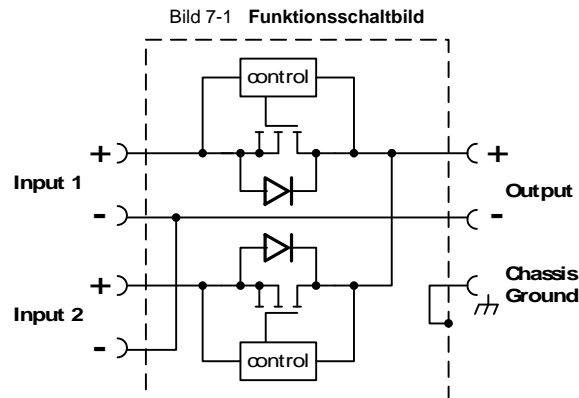 Bild 7-1 Funktionsschaltbild
control
+
+
Input 1
Output
-
-
+
Chassis
Ground
Input 2
-
control